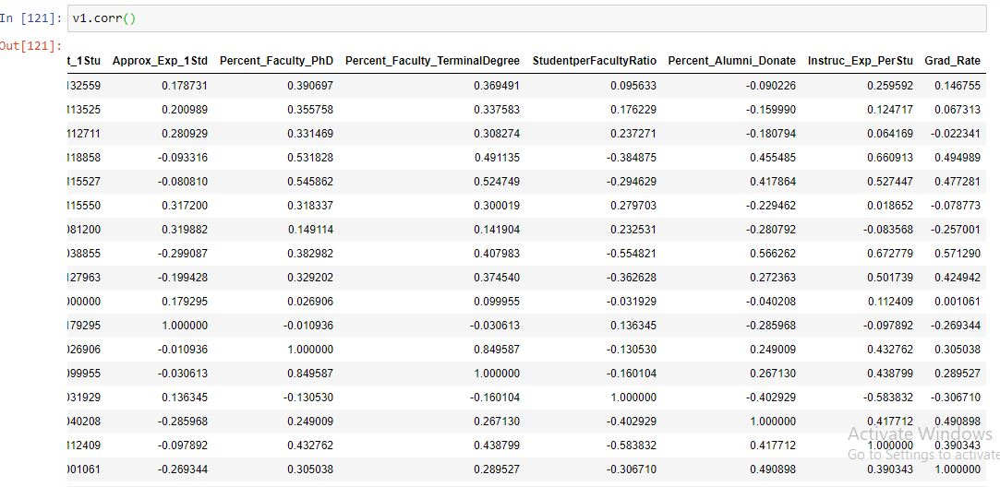 In [121]: v1.corr()
Out[121]:
t_1Stu Approx_Exp_1Std Percent_Faculty_PhD Percent_Faculty_TerminalDegree StudentperFacultyRatio Percent_Alumni_Donate Instruc_Exp_PerStu Grad_Rate
132559 0.178731 0.390697 0.369491 0.095633 -0.090226 0.259592 0.146755
113525 0.200989 0.355758 0.337583 0.176229 -0.159990 0.124717 0.067313
112711 0.280929 0.331469 0.308274 0.237271 -0.180794 0.064169 -0.022341
118858 -0.093316 0.531828 0.491135 -0.384875 0.455485 0.660913 0.494989
115527 -0.080810 0.545862 0.524749 -0.294629 0.417864 0.527447 0.477281
115550 0.317200 0.318337 0.300019 0.279703 -0.229462 0.018652 -0.078773
081200 0.319882 0.149114 0.141904 0.232531 -0.280792 -0.083568 -0.257001
038855 -0.299087 0.382982 0.407983 -0.554821 0.566262 0.672779 0.571290
127963 -0.199428 0.329202 0.374540 -0.362628 0.272363 0.501739 0.424942
000000 0.179295 0.026906 0.099955 -0.031929 -0.040208 0.112409 0.001061
179295 1.000000 -0.010936 -0.030613 0.136345 -0.285968 -0.097892 -0.269344
026906 -0.010936 1.000000 0.849587 -0.130530 0.249009 0.432762 0.305038
099955 -0.030613 0.849587 1.000000 -0.160104 0.267130 0.438799 0.289527
031929 0.136345 -0.130530 -0.160104 1.000000 -0.402929 -0.583832 -0.306710
040208 -0.285968 0.249009 0.267130 -0.402929 1.000000 0.417712 0.490898
112409 -0.097892 0.432762 0.438799 -0.583832 0.417712 1.000000 0.390343
001061 -0.269344 0.305038 0.289527 -0.306710 0.490898 0.390343 1.000000
Activate Windows
Go to Settings to activate